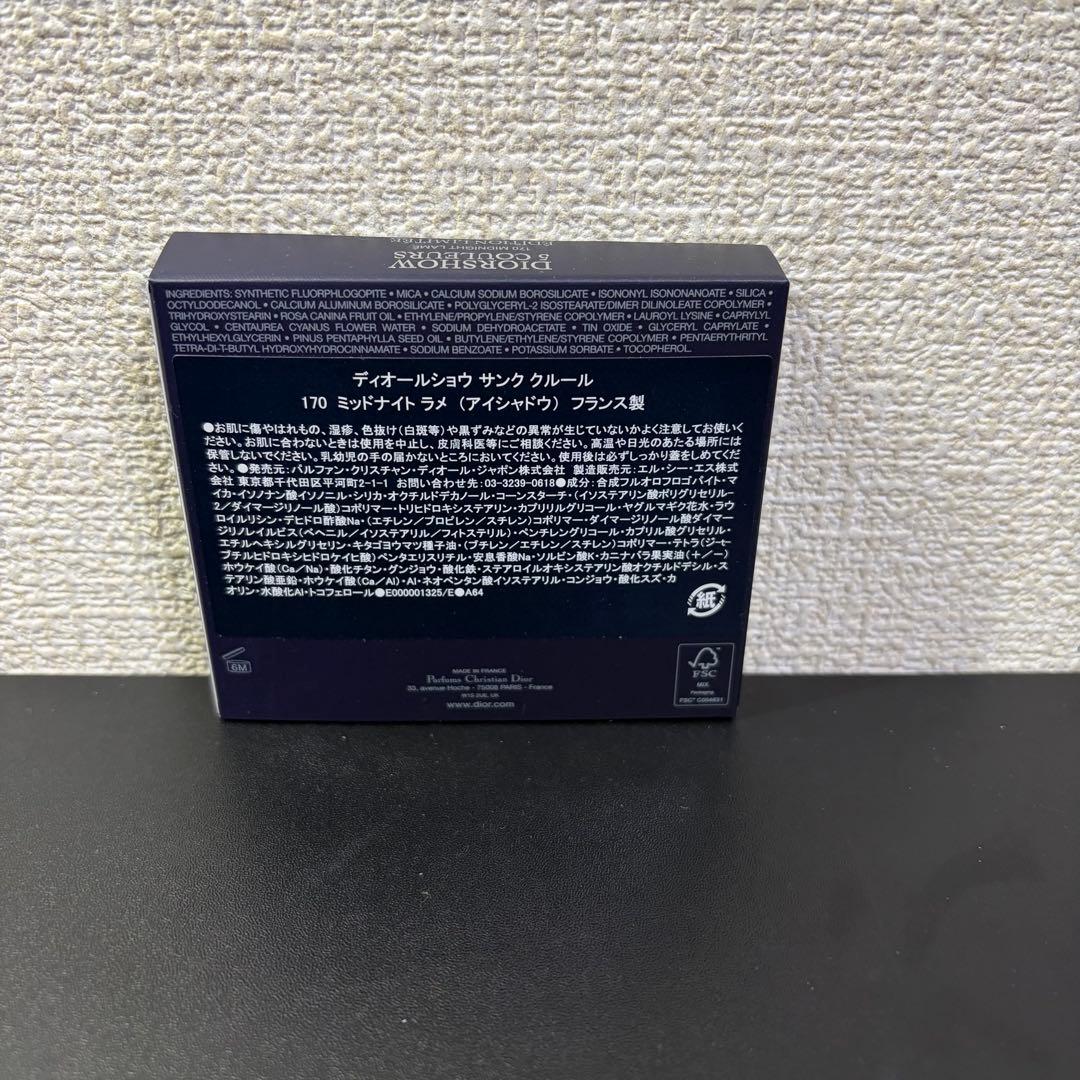 DIORSHOW
5 COULEURS
170 MIDNIGHT LAMÉ
ÉDITION LIMITÉE
INGREDIENTS: SYNTHETIC FLUORPHLOGOPITE • MICA • CALCIUM SODIUM BOROSILICATE • ISONONYL ISONONANOATE • SILICA •
OCTYLDODECANOL • CALCIUM ALUMINUM BOROSILICATE • POLYGLYCERYL-2 ISOSTEARATE/DIMER DILINOLEATE COPOLYMER •
TRIHYDROXYSTEARIN • ROSA CANINA FRUIT OIL • ETHYLENE/PROPYLENE/STYRENE COPOLYMER • LAUROYL LYSINE • CAPRYLYL
GLYCOL • CENTAUREA CYANUS FLOWER WATER • SODIUM DEHYDROACETATE • TIN OXIDE • GLYCERYL CAPRYLATE •
ETHYLHEXYLGLYCERIN • PINUS PENTAPHYLLA SEED OIL • BUTYLENE/ETHYLENE/STYRENE COPOLYMER • PENTAERYTHRITYL
TETRA-DI-T-BUTYL HYDROXYHYDROCINNAMATE • SODIUM BENZOATE • POTASSIUM SORBATE • TOCOPHEROL.
ディオールショウ サンク クルール
170 ミッドナイト ラメ（アイシャドウ）フランス製
●お肌に傷やはれもの、湿疹、色抜け（白斑等）や黒ずみなどの異常が生じていないかよく注意してお使いく
ださい。お肌に合わないときは使用を中止し、皮膚科医等にご相談ください。高温や日光のあたる場所には
保管しないでください。乳幼児の手の届かないところにおいてください。使用後は必ずしっかり蓋をしめてくだ
さい。●発売元：パルファン・クリスチャン・ディオール・ジャポン株式会社 製造販売元：エル・シー・エス株式
会社 東京都千代田区平河町2-1-1 お問い合わせ先：03-3239-0618●成分：合成フルオロフロゴパイト・マ
イカ・イソノナン酸イソノニル・シリカ・オクチルドデカノール・コーンスターチ・（イソステアリン酸ポリグリセリル-
2／ダイマージリノール酸）コポリマー・トリヒドロキシステアリン・カプリリルグリコール・ヤグルマギク花水・ラウ
ロイルリシン・デヒドロ酢酸Na・（エチレン／プロピレン／スチレン）コポリマー・ダイマージリノール酸ダイマー
ジリノレイルビス（ベヘニル／イソステアリル／フィトステリル）・ペンチレングリコール・カプリル酸グリセリル・
エチルヘキシルグリセリン・キタゴヨウマツ種子油・（ブチレン／エチレン／スチレン）コポリマー・テトラ（ジ-t-
ブチルヒドロキシヒドロケイヒ酸）ペンタエリスリチル・安息香酸Na・ソルビン酸K・カニナバラ果実油（＋／－）
ホウケイ酸（Ca／Na）・酸化チタン・グンジョウ・酸化鉄・ステアロイルオキシステアリン酸オクチルドデシル・ス
テアリン酸亜鉛・ホウケイ酸（Ca／Al）・Al・ネオペンタン酸イソステアリル・コンジョウ・酸化スズ・カ
オリン・水酸化Al・トコフェロール●E000001325/E●A64
紙
6M
MADE IN FRANCE
Parfums Christian Dior
33, avenue Hoche - 75008 PARIS - France
W1S 2UE, UK
www.dior.com
FSC
MIX
Packaging
FSC® C004631